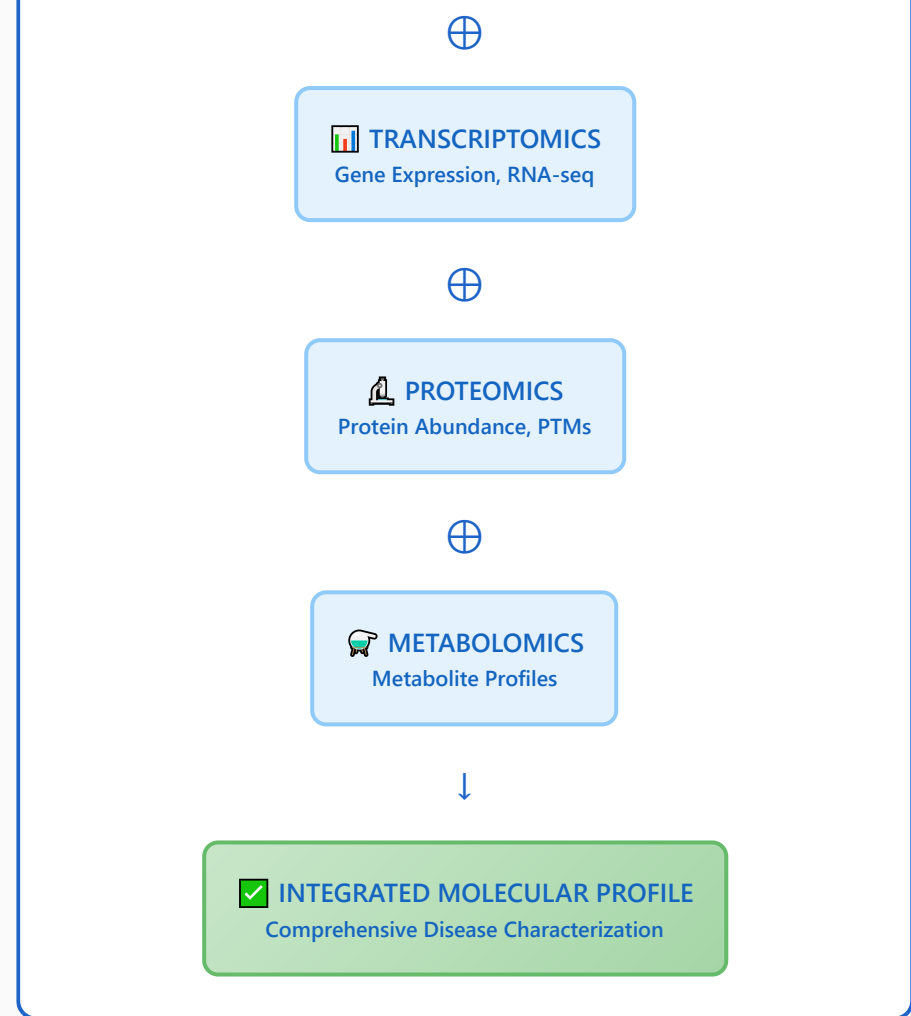 ⊕
📊 TRANSCRIPTOMICS
Gene Expression, RNA-seq
⊕
🔬 PROTEOMICS
Protein Abundance, PTMs
⊕
METABOLOMICS
Metabolite Profiles
↓
✅ INTEGRATED MOLECULAR PROFILE
Comprehensive Disease Characterization